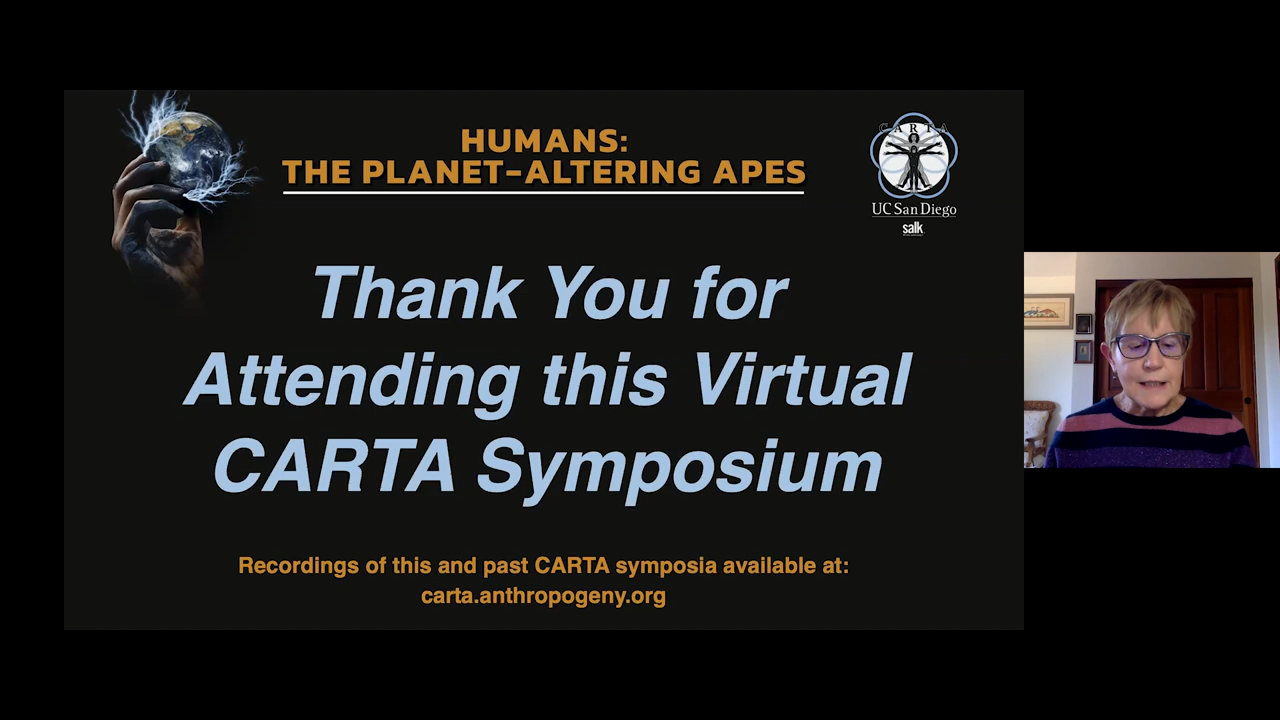 HUMANS:
THE PLANET-ALTERING APES
CARTA
UC San Diego
salk
Thank You for
Attending this Virtual
CARTA Symposium
Recordings of this and past CARTA symposia available at:
carta.anthropogeny.org